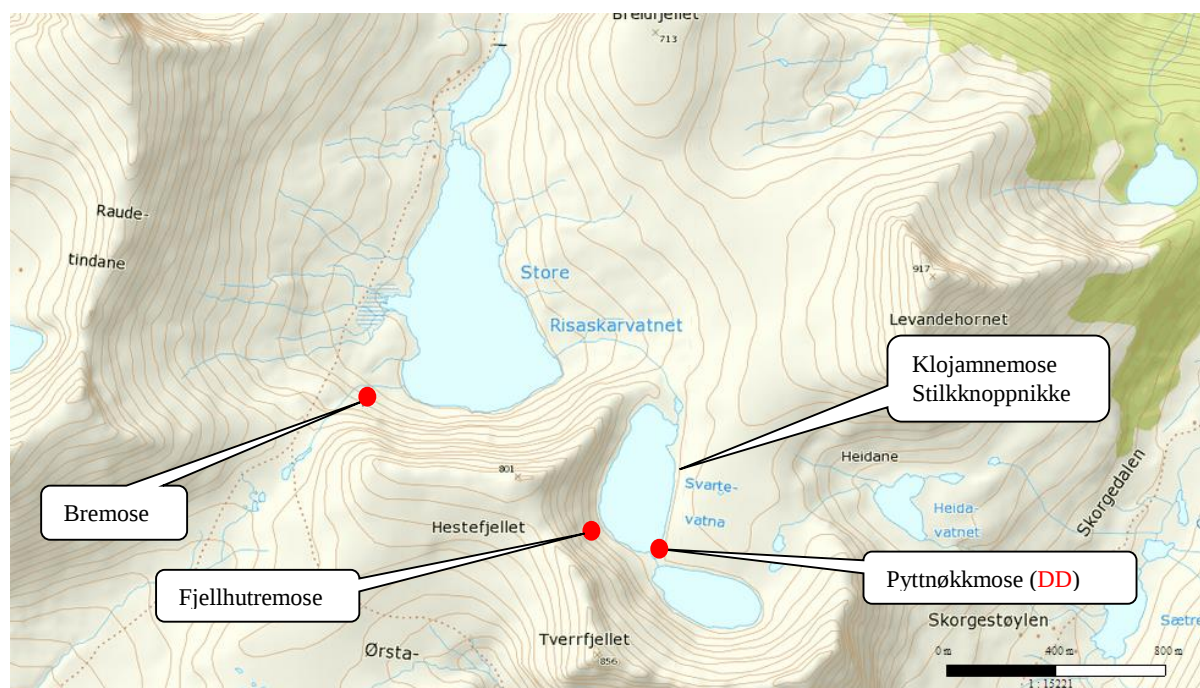 Breidfjellet
713
Raude-
tindane
Store
Risaskarvatnet
917
Levandehornet
Klojamnemose
Stilkknoppnikke
801
Heidane
Svarte-
vatna
Heida-
vatnet
Skorgedalen
Bremose
Hestefjellet
Fjellhutremose
Pyttnøkkmose (DD)
Skorgestøylen
Sætre
Tverrfjellet
856
Ørsta-
0 m
400 m
800 m
1 : 15221